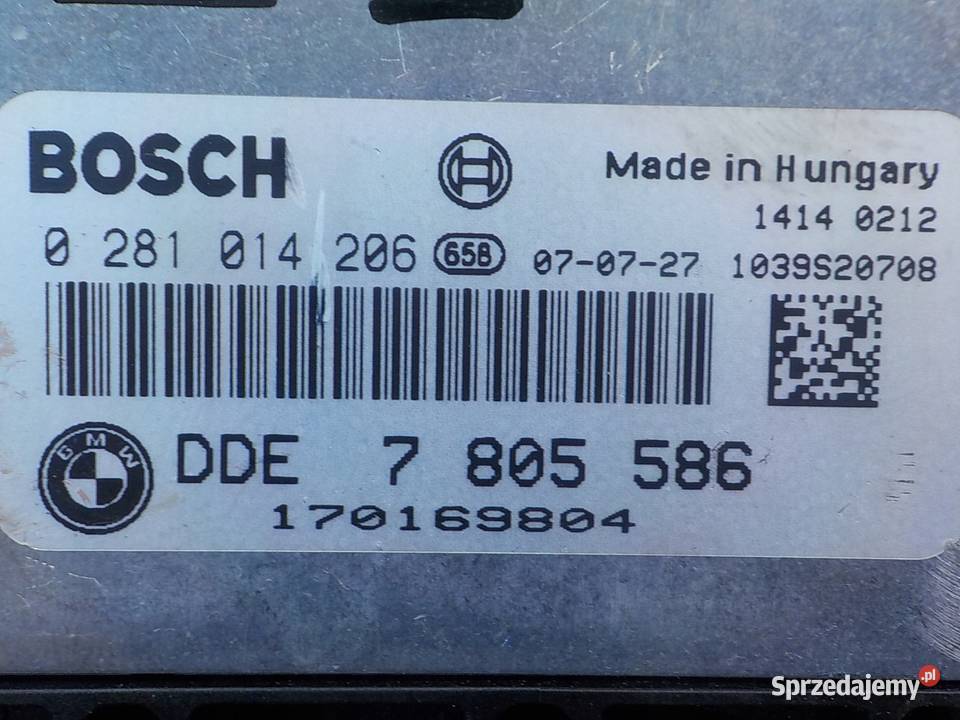 BOSCH
Made in Hungary
1414 0212
0 281 014 206 65B 07-07-27 1039S20708
BMW DDE 7 805 586
170169804
Sprzedajemy.pl